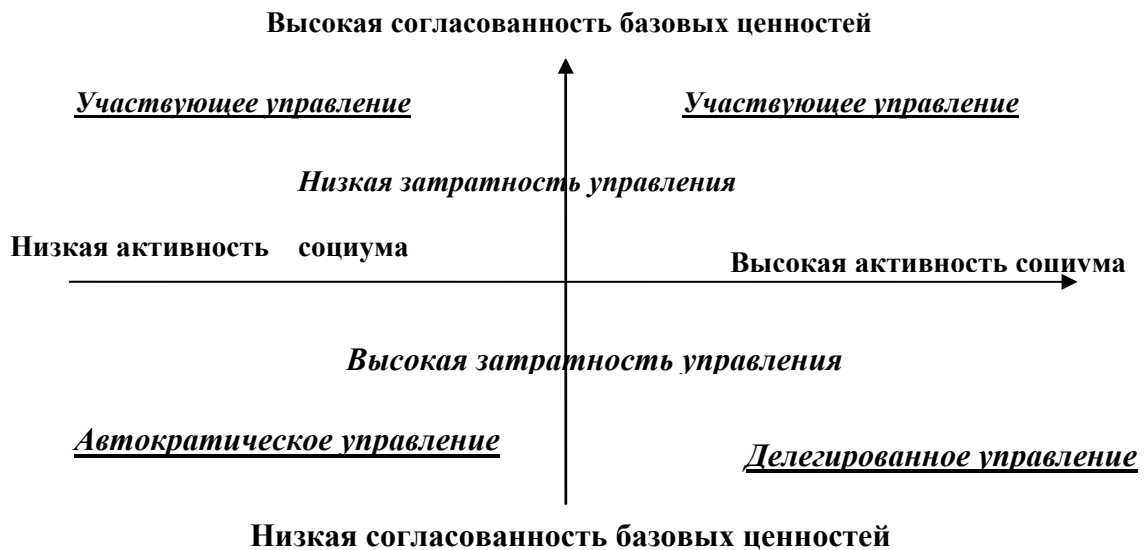 Высокая согласованность базовых ценностей
Участвующее управление
Участвующее управление
Низкая затратность управления
Низкая активность социума
Высокая активность социума
Высокая затратность управления
Автократическое управление
Делегированное управление
Низкая согласованность базовых ценностей